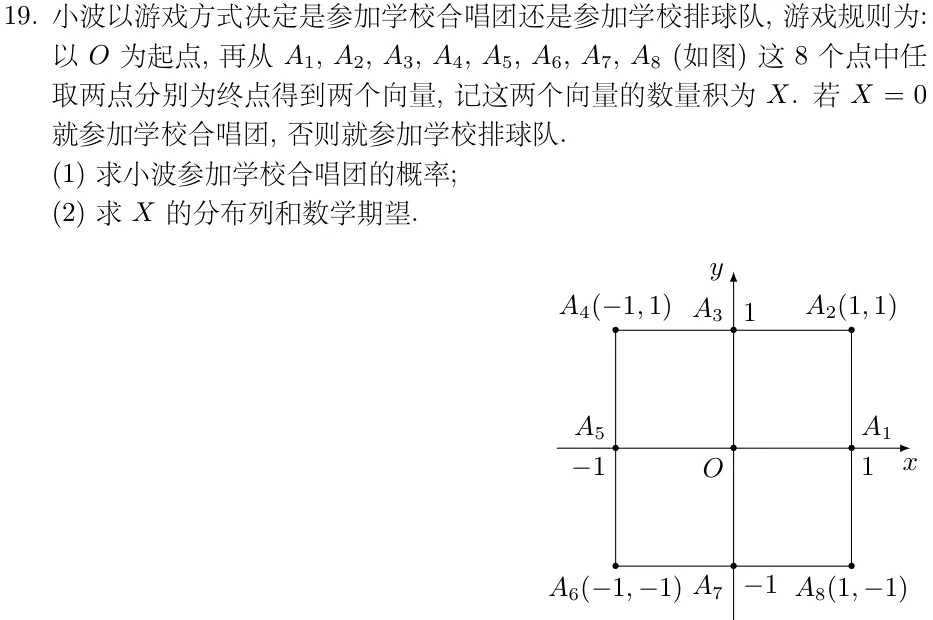 19. 小波以游戏方式决定是参加学校合唱团还是参加学校排球队, 游戏规则为:
以 O 为起点, 再从 A₁, A₂, A₃, A₄, A₅, A₆, A₇, A₈ (如图) 这 8 个点中任
取两点分别为终点得到两个向量, 记这两个向量的数量积为 X. 若 X = 0
就参加学校合唱团, 否则就参加学校排球队.
(1) 求小波参加学校合唱团的概率;
(2) 求 X 的分布列和数学期望.
y
A₄(−1, 1) A₃ 1 A₂(1, 1)
A₅ A₁
−1 O 1 x
A₆(−1, −1) A₇ −1 A₈(1, −1)